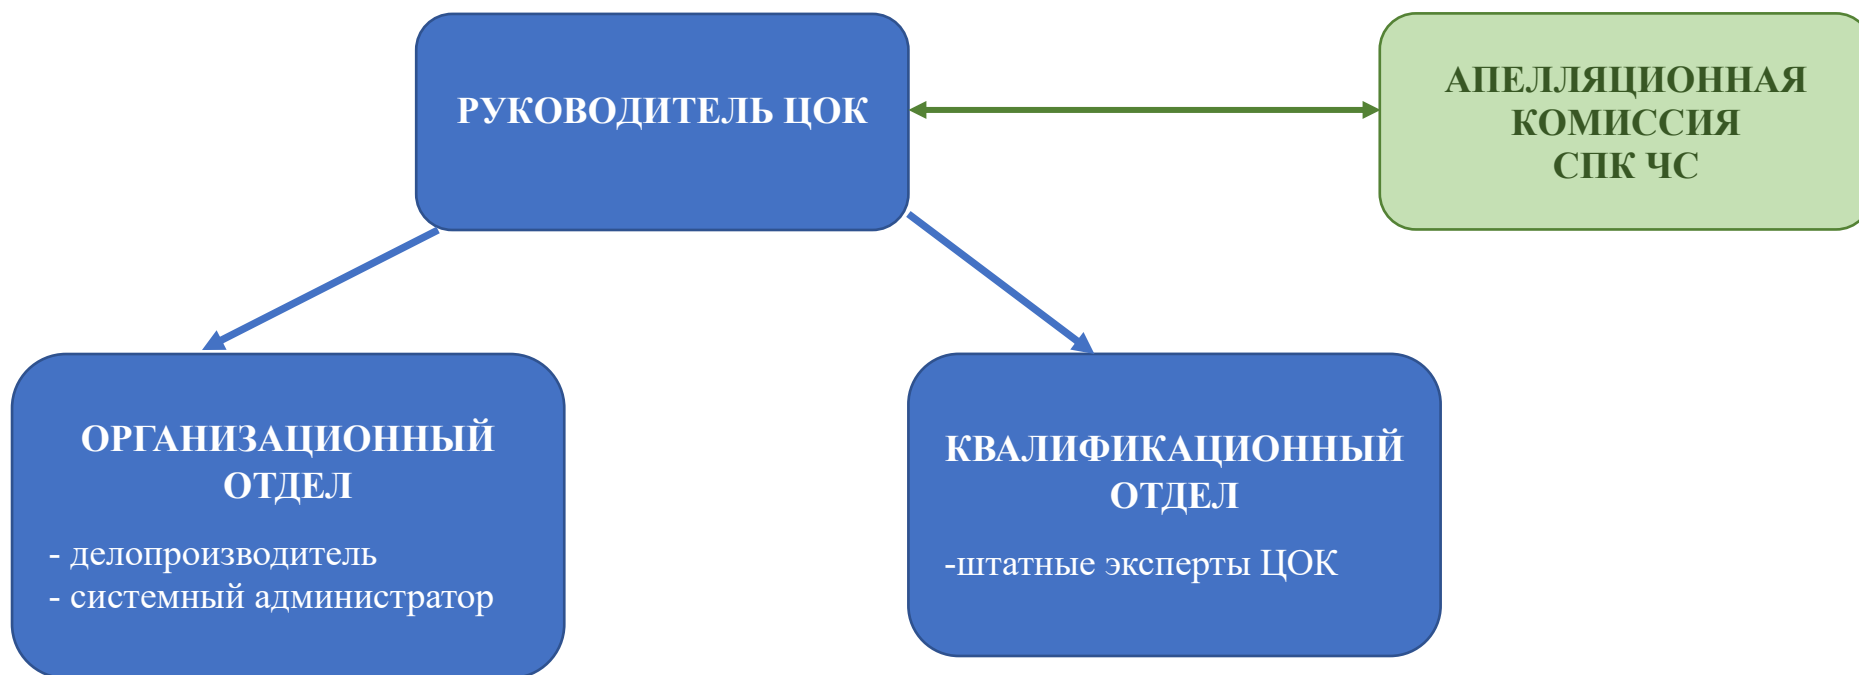 РУКОВОДИТЕЛЬ ЦОК
АПЕЛЛЯЦИОННАЯ
КОМИССИЯ
СПК ЧС
ОРГАНИЗАЦИОННЫЙ
ОТДЕЛ
- делопроизводитель
- системный администратор
КВАЛИФИКАЦИОННЫЙ
ОТДЕЛ
-штатные эксперты ЦОК